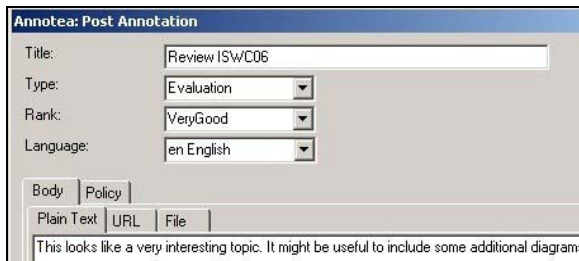 Annotea: Post Annotation
Title: Review ISWC06
Type: Evaluation
Rank: VeryGood
Language: en English
Body Policy
Plain Text URL File
This looks like a very interesting topic. It might be useful to include some additional diagrams